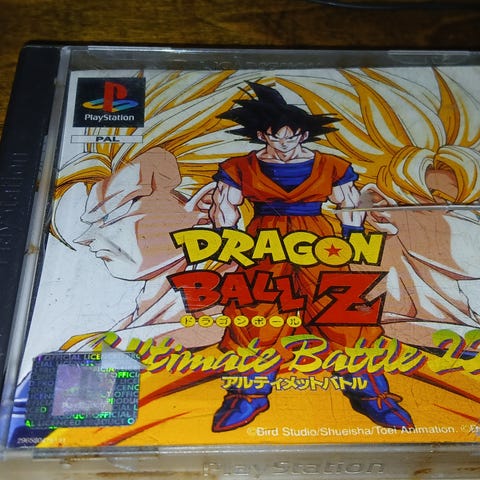 PlayStation
PAL
DRAGON
BALL Z
ドラゴンボール
Ultimate Battle 22
アルティメットバトル
©Bird Studio/Shueisha/Toei Animation.
PlayStation